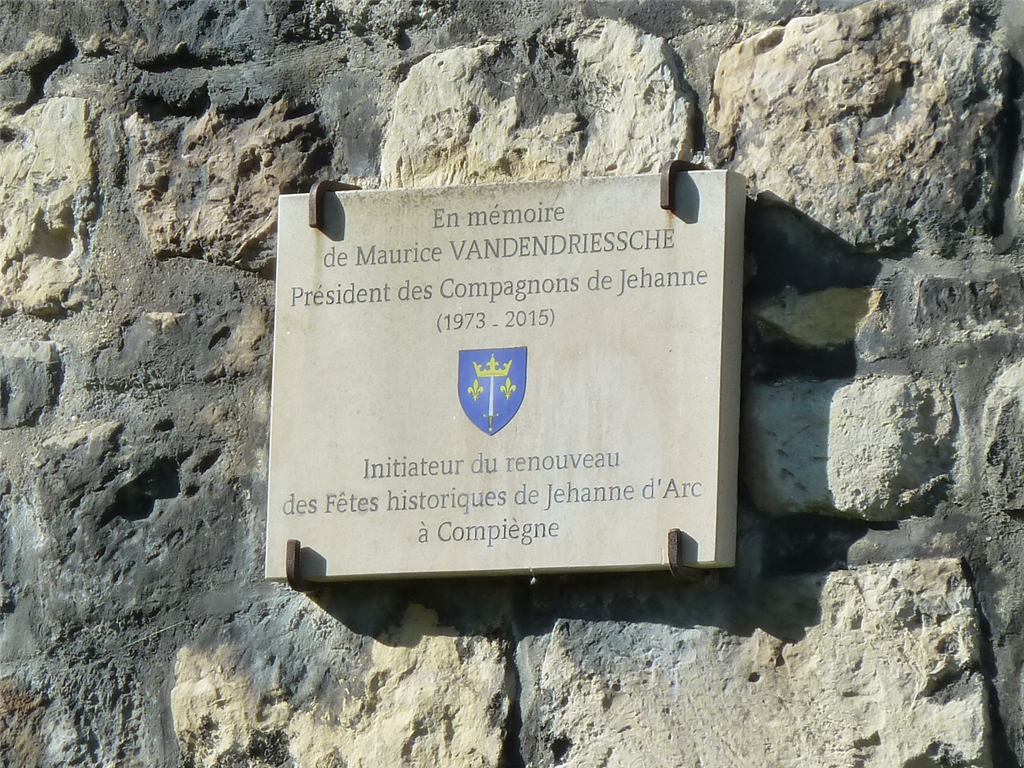 En mémoire
de Maurice VANDENDRIESSCHE
Président des Compagnons de Jehanne
(1973 - 2015)
Initiateur du renouveau
des Fêtes historiques de Jehanne d'Arc
à Compiègne